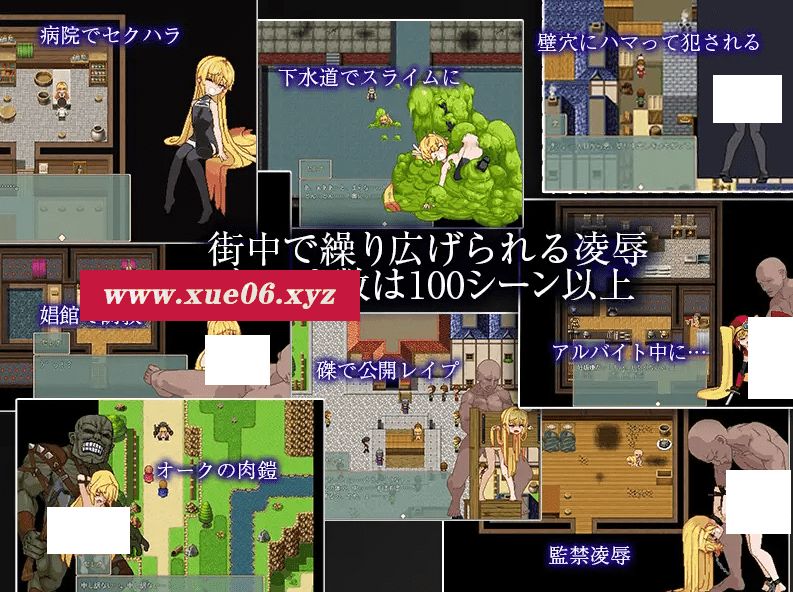 病院でセクハラ
下水道でスライムに
壁穴にハマって犯される
街中で繰り広げられる凌辱
数は100シーン以上
www.xue06.xyz
娼館で
磔で公開レイプ
アルバイト中に…
オークの肉鎧
監禁凌辱